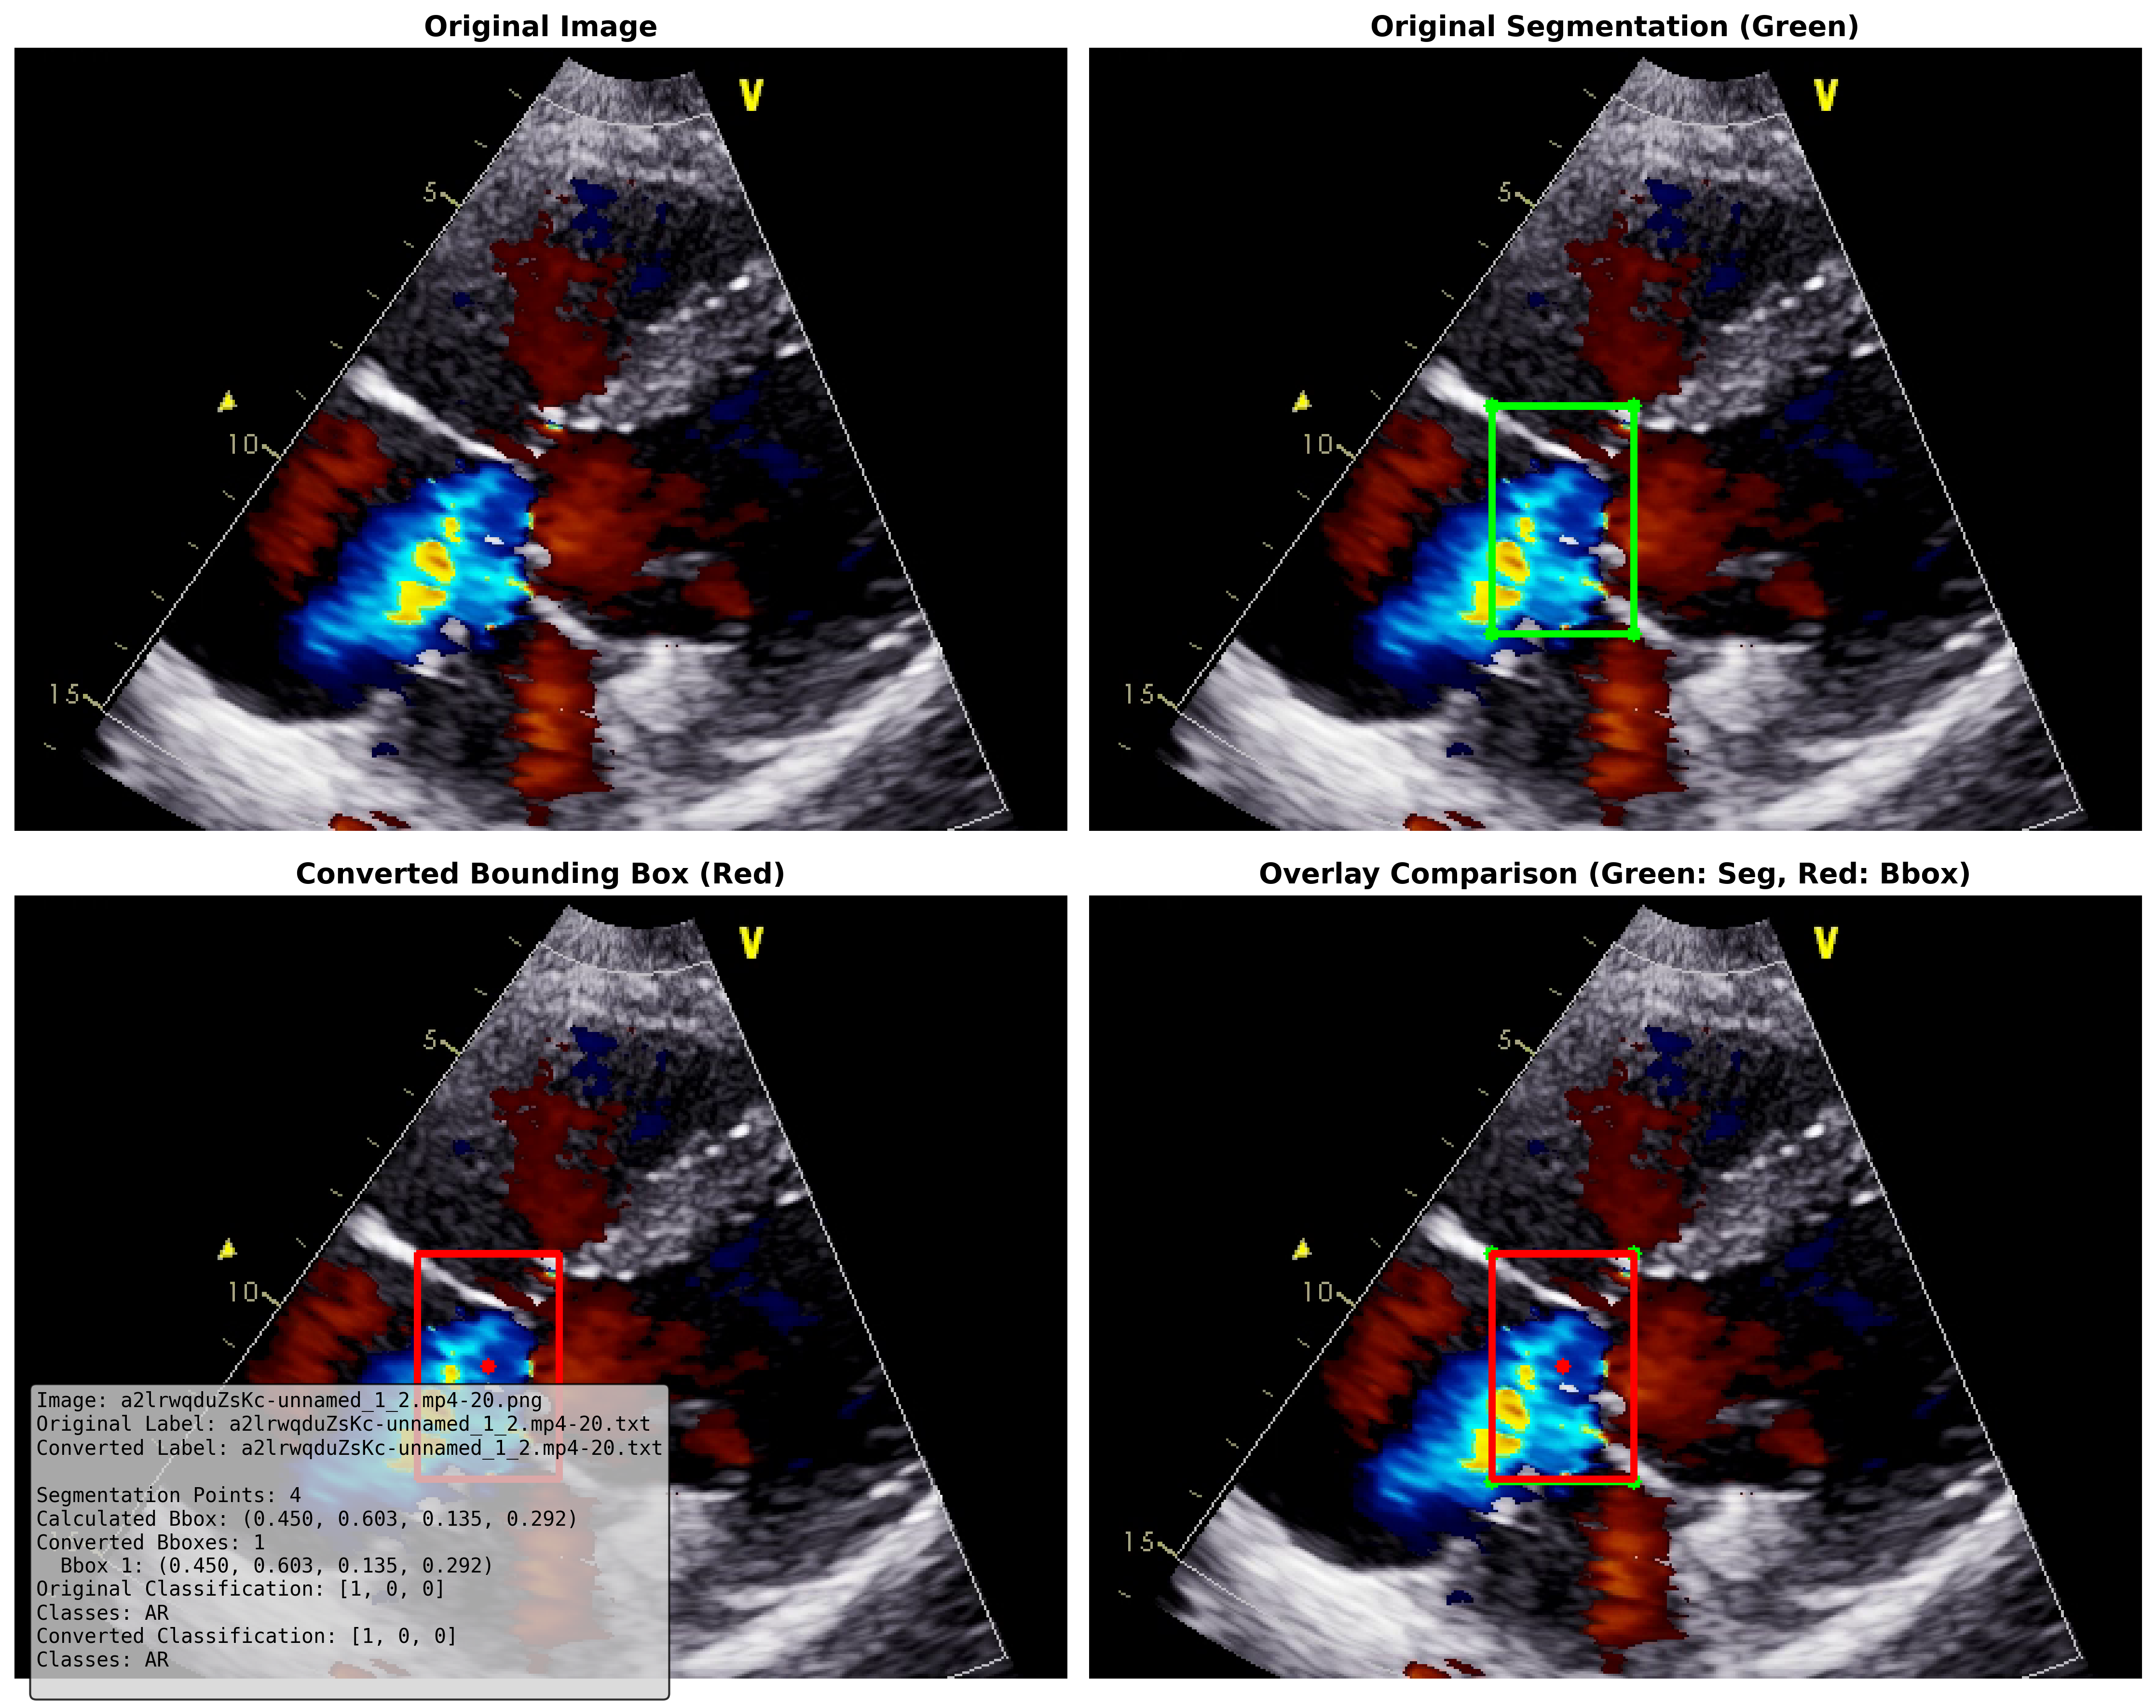 Original Image
Original Segmentation (Green)
V
5
10
15
V
5
10
15
Converted Bounding Box (Red)
Overlay Comparison (Green: Seg, Red: Bbox)
V
5
10
V
5
10
15
Image: a2lrwqduZsKc-unnamed_1_2.mp4-20.png
Original Label: a2lrwqduZsKc-unnamed_1_2.mp4-20.txt
Converted Label: a2lrwqduZsKc-unnamed_1_2.mp4-20.txt
Segmentation Points: 4
Calculated Bbox: (0.450, 0.603, 0.135, 0.292)
Converted Bboxes: 1
Bbox 1: (0.450, 0.603, 0.135, 0.292)
Original Classification: [1, 0, 0]
Classes: AR
Converted Classification: [1, 0, 0]
Classes: AR